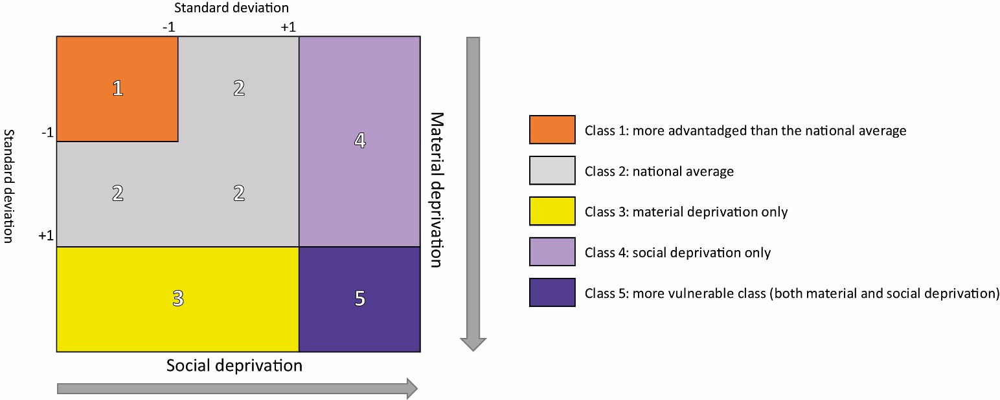 Standard deviation
-1
+1
1
2
4
-1
2
2
+1
3
5
Standard deviation
Material deprivation
Social deprivation
Class 1: more advantadged than the national average
Class 2: national average
Class 3: material deprivation only
Class 4: social deprivation only
Class 5: more vulnerable class (both material and social deprivation)